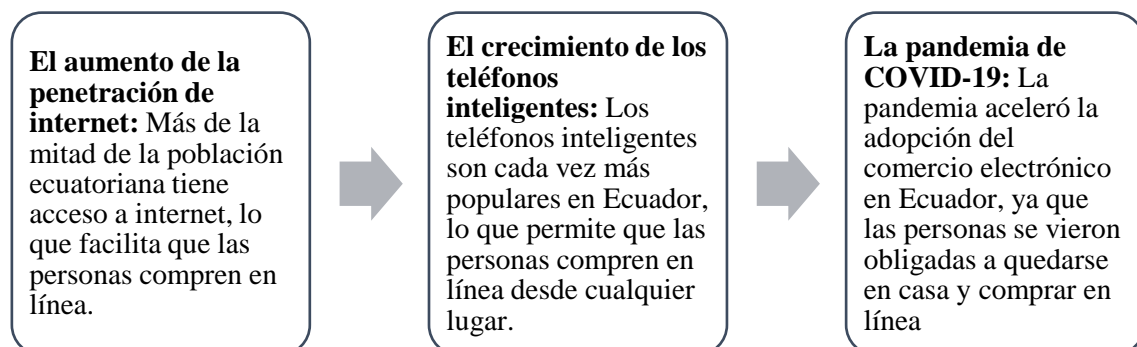 El aumento de la
penetración de
internet: Más de la
mitad de la población
ecuatoriana tiene
acceso a internet, lo
que facilita que las
personas compren en
línea.
El crecimiento de los
teléfonos
inteligentes: Los
teléfonos inteligentes
son cada vez más
populares en Ecuador,
lo que permite que las
personas compren en
línea desde cualquier
lugar.
La pandemia de
COVID-19: La
pandemia aceleró la
adopción del
comercio electrónico
en Ecuador, ya que
las personas se vieron
obligadas a quedarse
en casa y comprar en
línea